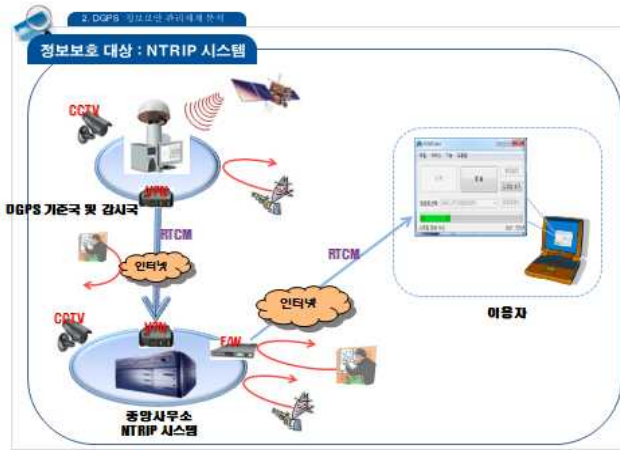 2. DGPS 정보보안 관리체계 분석
정보보호 대상 : NTRIP 시스템
CCTV
VPN
DGPS 기준국 및 감시국
RTCM
인터넷
RTCM
인터넷
이용자
CCTV
VPN
F/W
중앙사무소
NTRIP 시스템